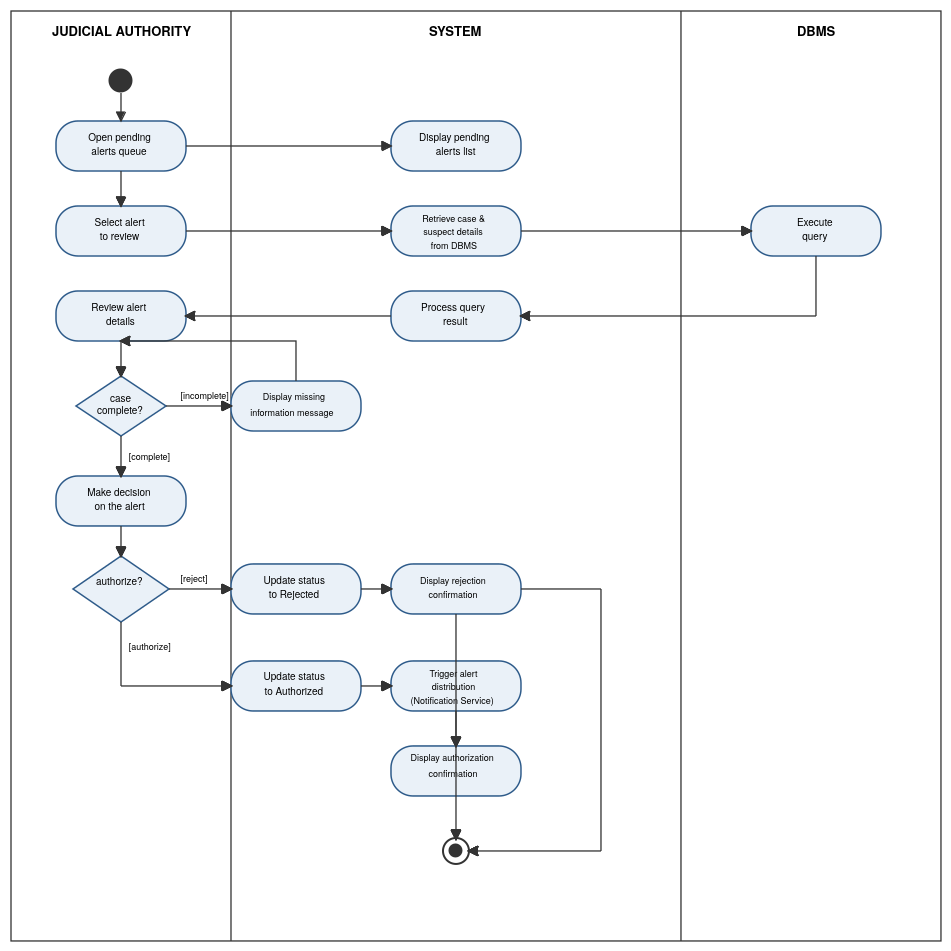 JUDICIAL AUTHORITY
SYSTEM
DBMS
Open pending
alerts queue
Display pending
alerts list
Select alert
to review
Retrieve case &
suspect details
from DBMS
Execute
query
Review alert
details
Process query
result
case
complete?
[incomplete]
Display missing
information message
[complete]
Make decision
on the alert
authorize?
[reject]
Update status
to Rejected
Display rejection
confirmation
[authorize]
Update status
to Authorized
Trigger alert
distribution
(Notification Service)
Display authorization
confirmation